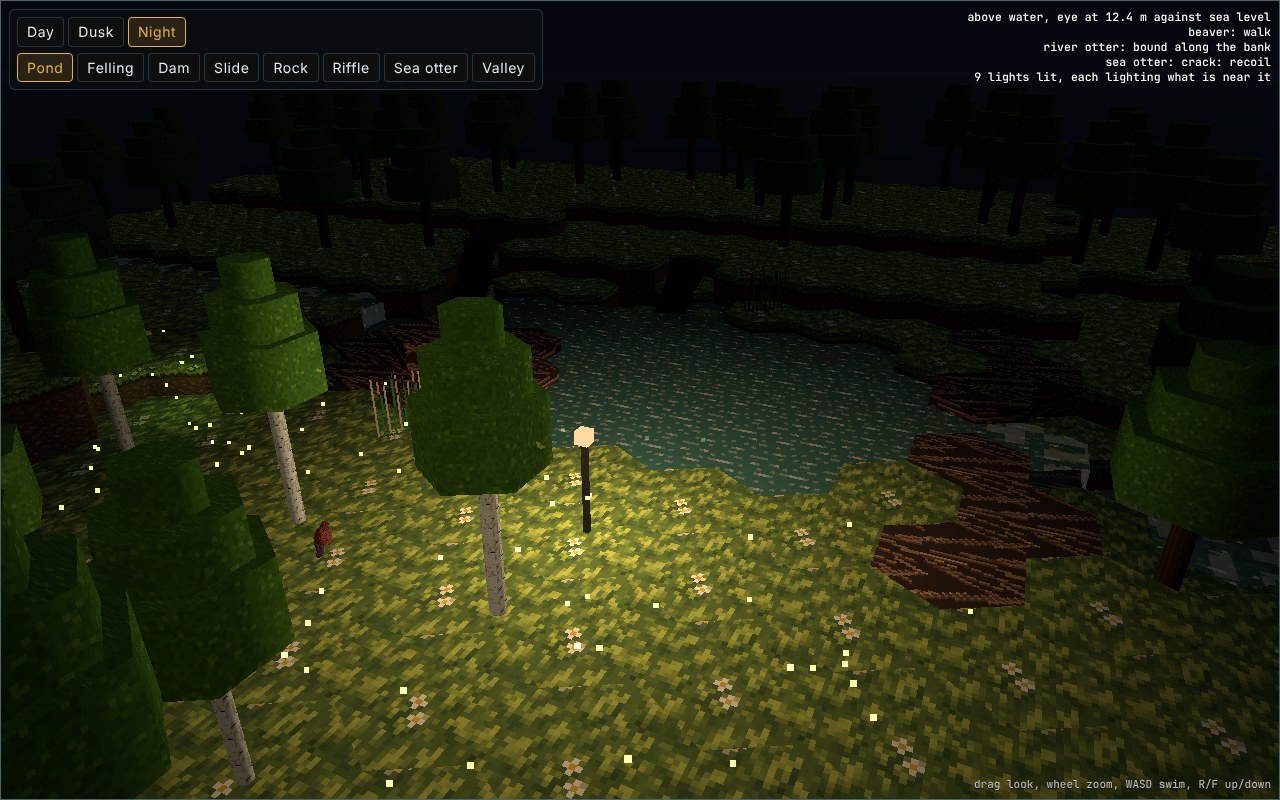 Day Dusk Night
Pond Felling Dam Slide Rock Riffle Sea otter Valley
above water, eye at 12.4 m against sea level
beaver: walk
river otter: bound along the bank
sea otter: crack: recoil
9 lights lit, each lighting what is near it
drag look, wheel zoom, WASD swim, R/F up/down